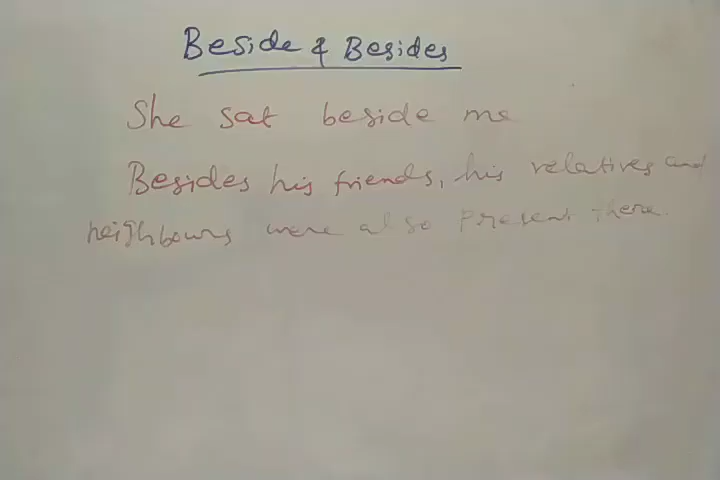 Beside & Besides
She sat beside me
Besides his friends, his relatives and
neighbours were also present there.